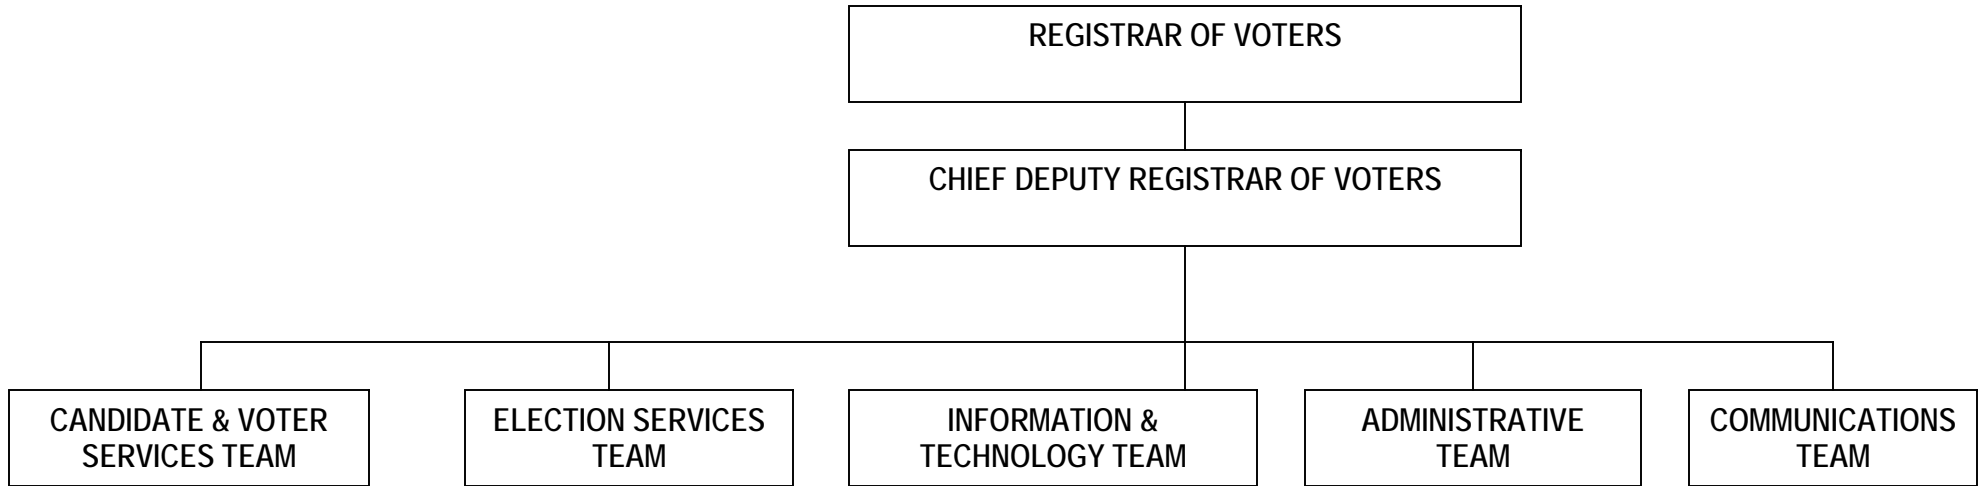 REGISTRAR OF VOTERS
CHIEF DEPUTY REGISTRAR OF VOTERS
CANDIDATE & VOTER
SERVICES TEAM
ELECTION SERVICES
TEAM
INFORMATION &
TECHNOLOGY TEAM
ADMINISTRATIVE
TEAM
COMMUNICATIONS
TEAM